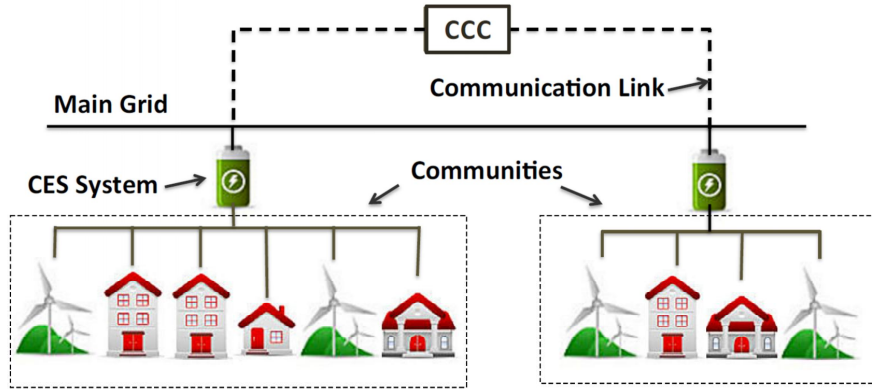 CCC
Communication Link
Main Grid
CES System
Communities